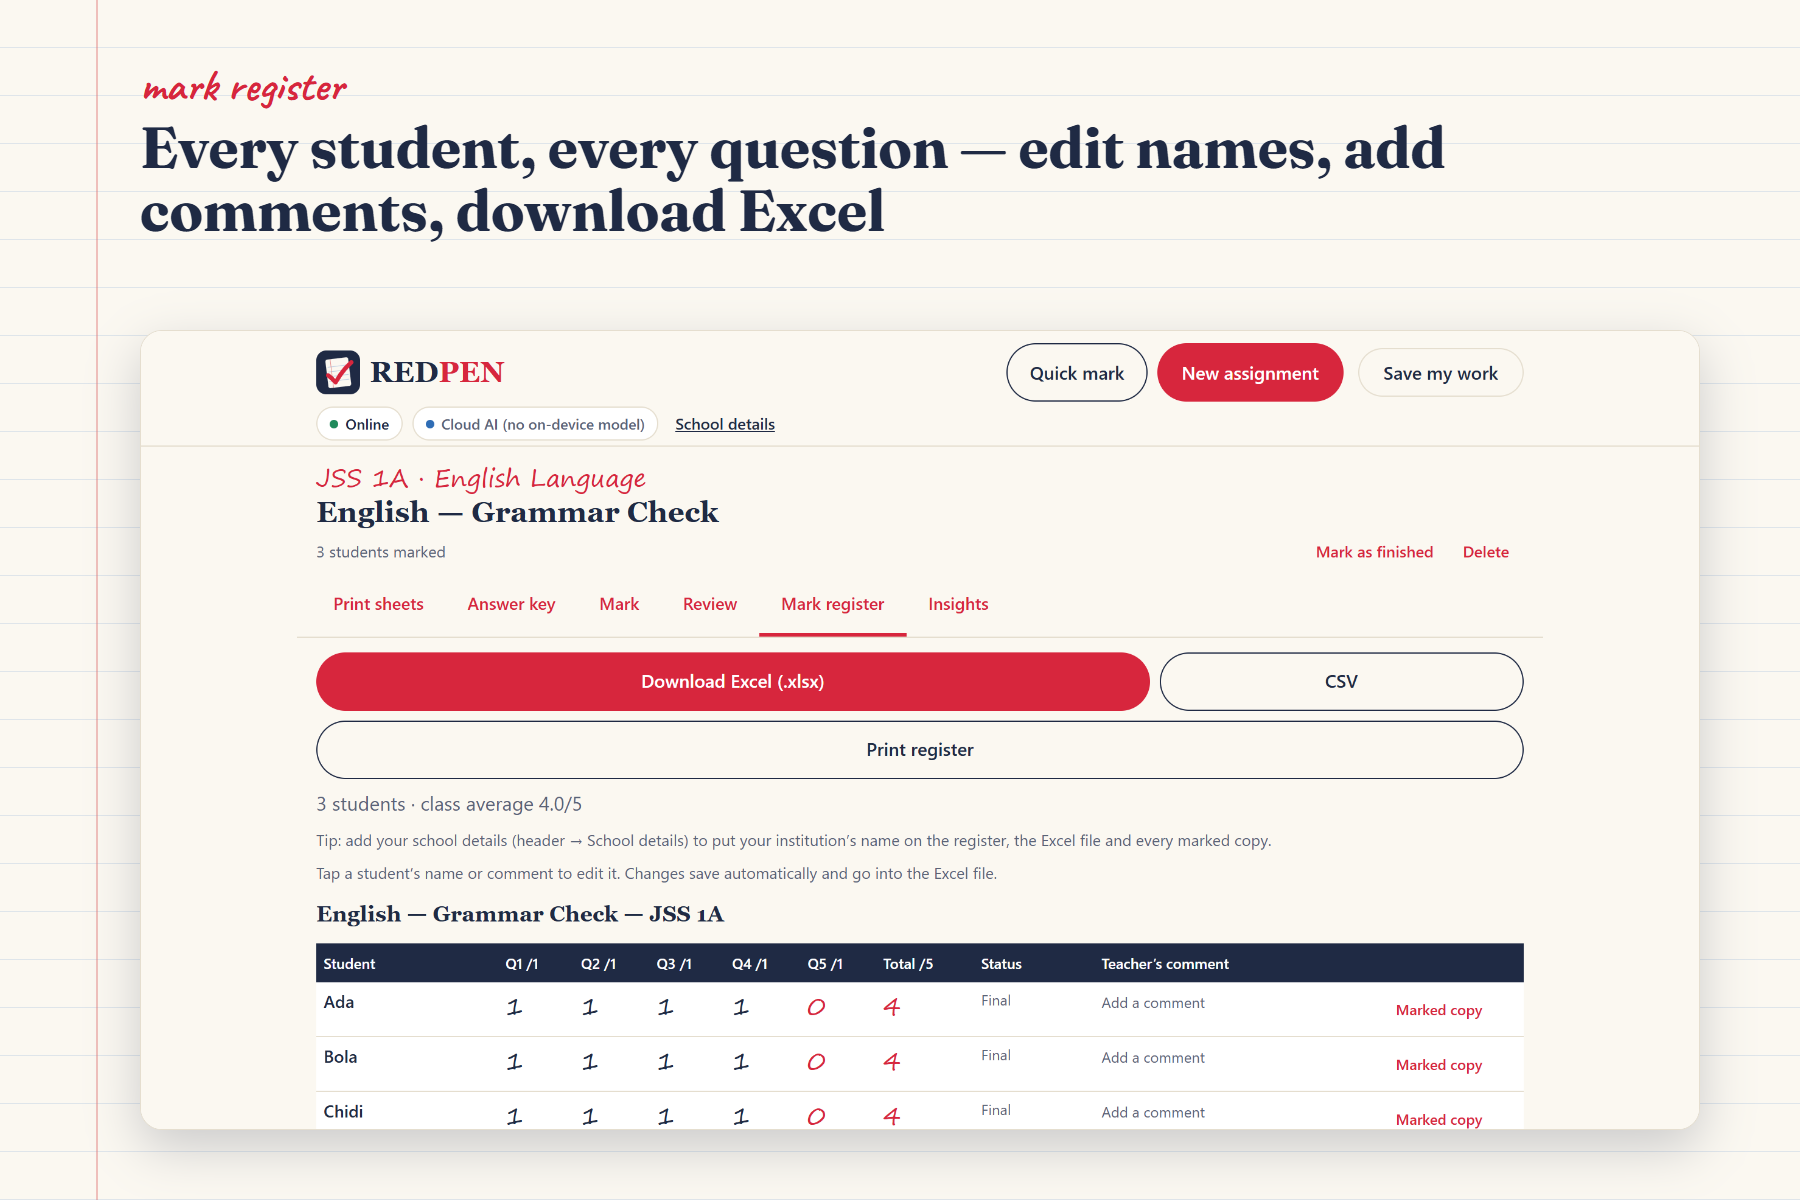 mark register
Every student, every question — edit names, add
comments, download Excel
REDPEN
Quick mark
New assignment
Save my work
Online
Cloud AI (no on-device model)
School details
JSS 1A · English Language
English — Grammar Check
3 students marked
Mark as finished
Delete
Print sheets
Answer key
Mark
Review
Mark register
Insights
Download Excel (.xlsx)
CSV
Print register
3 students · class average 4.0/5
Tip: add your school details (header → School details) to put your institution’s name on the register, the Excel file and every marked copy.
Tap a student’s name or comment to edit it. Changes save automatically and go into the Excel file.
English — Grammar Check — JSS 1A
Student Q1 /1 Q2 /1 Q3 /1 Q4 /1 Q5 /1 Total /5 Status Teacher’s comment
Ada 1 1 1 1 0 4 Final Add a comment Marked copy
Bola 1 1 1 1 0 4 Final Add a comment Marked copy
Chidi 1 1 1 1 0 4 Final Add a comment Marked copy